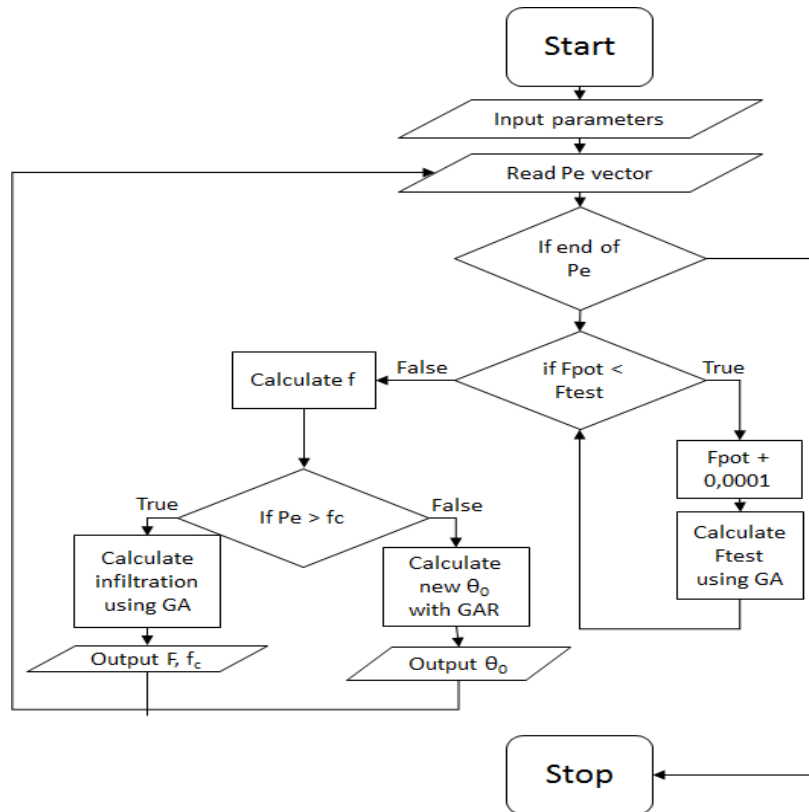 Start
Input parameters
Read Pe vector
If end of
Pe
if Fpot <
Ftest
False
True
Calculate f
Fpot +
0,0001
Calculate
Ftest
using GA
If Pe > fc
True
False
Calculate
infiltration
using GA
Calculate
new θ₀
with GAR
Output F, f꜀
Output θ₀
Stop